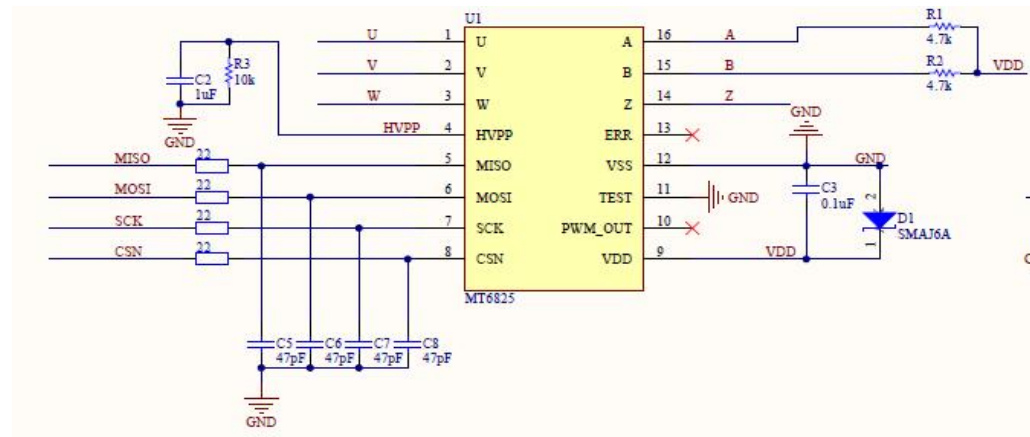 U1
U 1 U A 16 A R1 4.7k
V 2 V B 15 B R2 4.7k VDD
W 3 W Z 14 Z
C2 1uF R3 10k GND
HVPP 4 HVPP ERR 13
MISO 22 5 MISO VSS 12 GND GND
MOSI 22 6 MOSI TEST 11 GND
SCK 22 7 SCK PWM_OUT 10
CSN 22 8 CSN VDD 9 VDD
C3 0.1uF
2 D1 SMAJ6A 1
MT6825
C5 47pF C6 47pF C7 47pF C8 47pF
GND